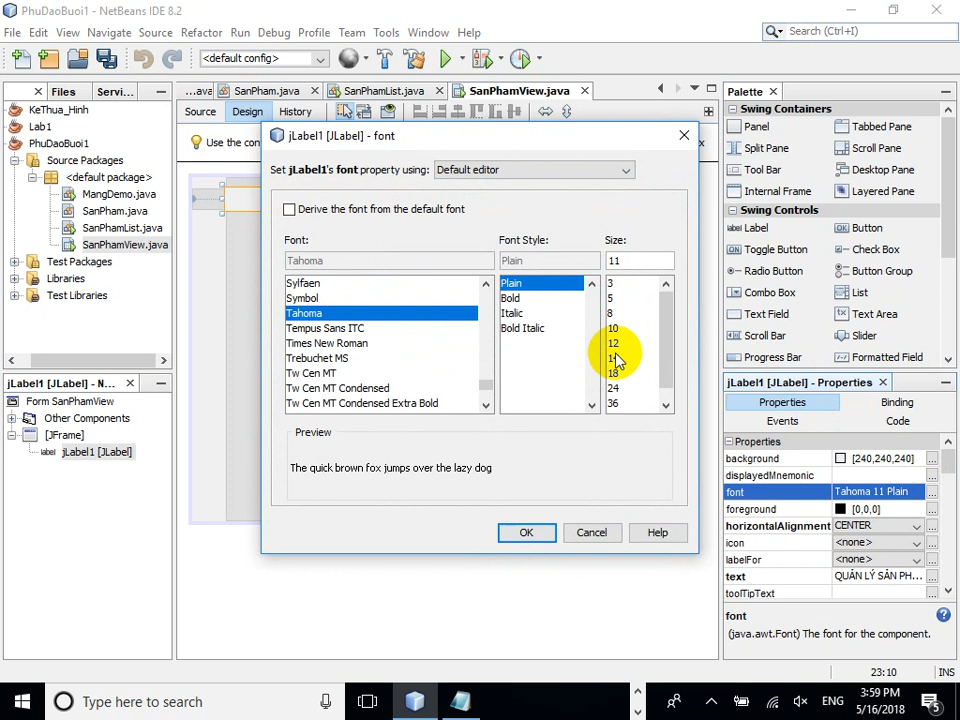 PhuDaoBuoi1 - NetBeans IDE 8.2
File Edit View Navigate Source Refactor Run Debug Profile Team Tools Window Help
Search (Ctrl+I)
<default config>
Files Servi...
...ava SanPham.java SanPhamList.java SanPhamView.java
Source Design History
Use the con
KeThua_Hinh
Lab1
PhuDaoBuoi1
Source Packages
<default package>
MangDemo.java
SanPham.java
SanPhamList.java
SanPhamView.java
Test Packages
Libraries
Test Libraries
jLabel1 [JLabel] - N...
Form SanPhamView
Other Components
[JFrame]
label jLabel1 [JLabel]
jLabel1 [JLabel] - font
Set jLabel1's font property using: Default editor
Derive the font from the default font
Font: Font Style: Size:
Tahoma Plain 11
Sylfaen
Symbol
Tahoma
Tempus Sans ITC
Times New Roman
Trebuchet MS
Tw Cen MT
Tw Cen MT Condensed
Tw Cen MT Condensed Extra Bold
Plain
Bold
Italic
Bold Italic
3
5
8
10
12
18
24
36
Preview
The quick brown fox jumps over the lazy dog
OK Cancel Help
Palette
Swing Containers
Panel Tabbed Pane
Split Pane Scroll Pane
Tool Bar Desktop Pane
Internal Frame Layered Pane
Swing Controls
label Label OK Button
Toggle Button Check Box
Radio Button Button Group
Combo Box List
Text Field Text Area
Scroll Bar Slider
Progress Bar Formatted Field
jLabel1 [JLabel] - Properties
Properties Binding
Events Code
Properties
background [240,240,240] ...
displayedMnemonic ...
font Tahoma 11 Plain ...
foreground [0,0,0] ...
horizontalAlignment CENTER ...
icon <none> ...
labelFor <none> ...
text QUẢN LÝ SẢN PH... ...
toolTipText ...
font
(java.awt.Font) The font for the component.
23:10 INS
Type here to search
ENG
3:59 PM
5/16/2018
5